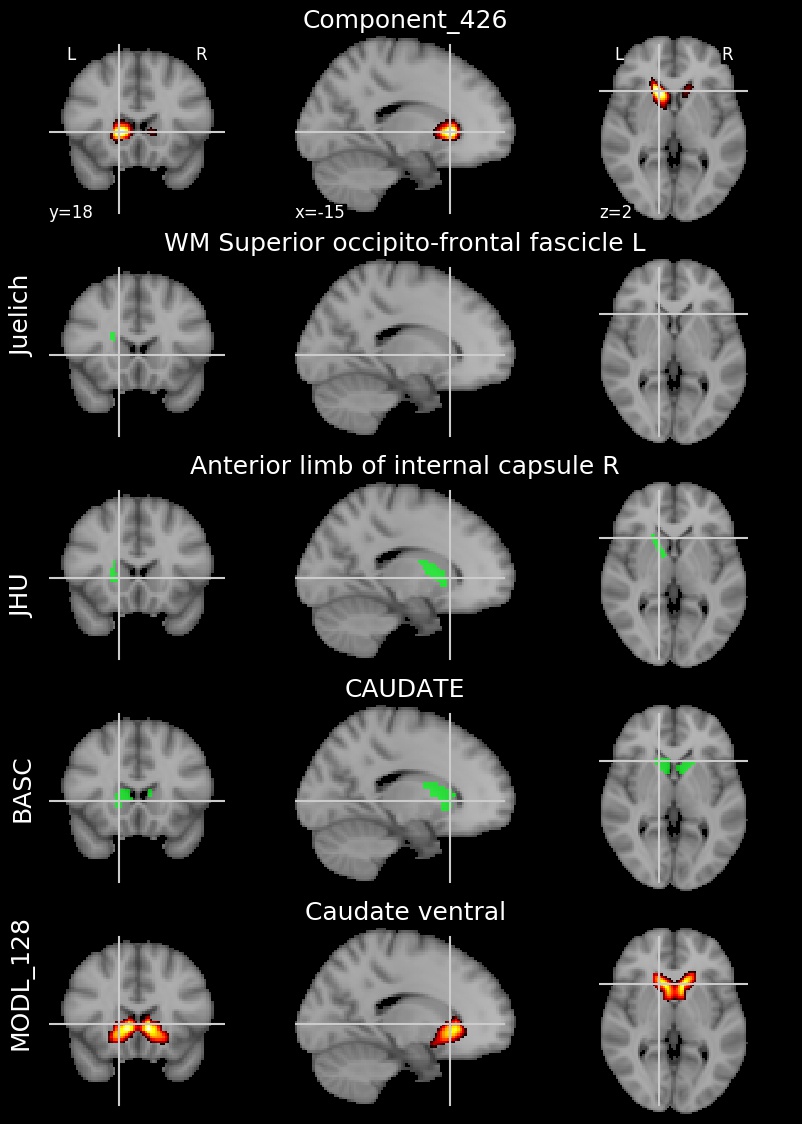 Component_426
L R L R
y=18 x=-15 z=2
WM Superior occipito-frontal fascicle L
Juelich
Anterior limb of internal capsule R
JHU
CAUDATE
BASC
Caudate ventral
MODL_128